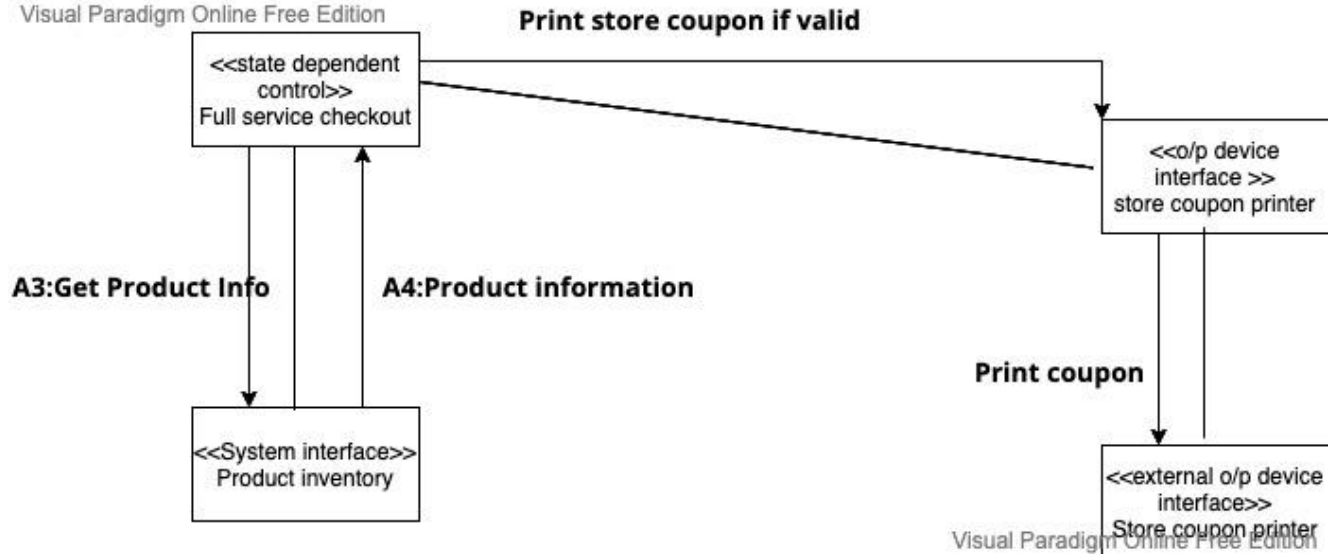 Visual Paradigm Online Free Edition
Print store coupon if valid
<<state dependent
control>>
Full service checkout
<<o/p device
interface >>
store coupon printer
A3:Get Product Info
A4:Product information
Print coupon
<<System interface>>
Product inventory
<<external o/p device
interface>>
Store coupon printer
Visual Paradigm Online Free Edition